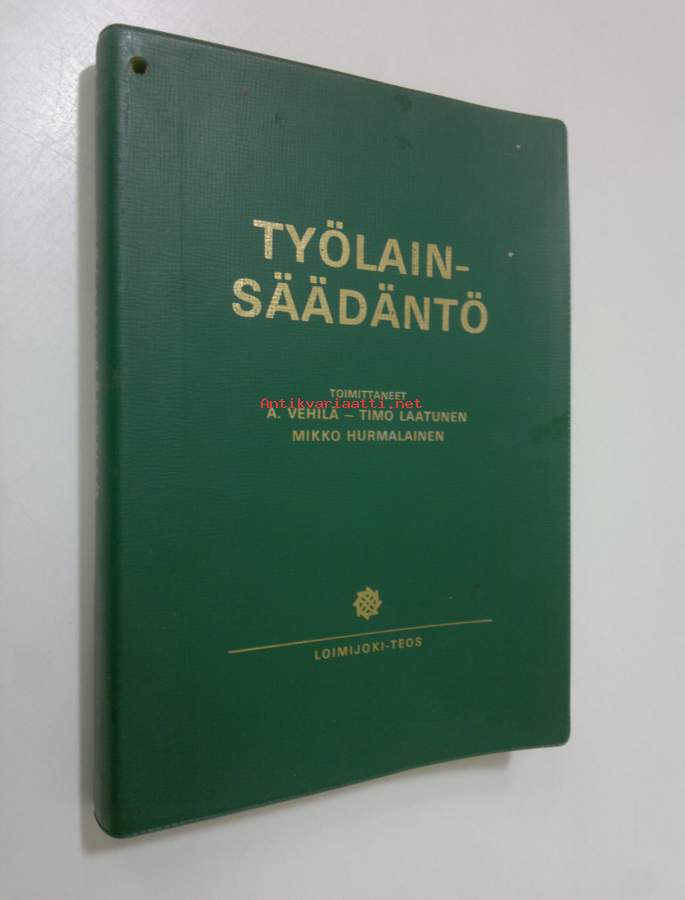 TYÖLAIN-
SÄÄDÄNTÖ
TOIMITTANEET
Antikvariaatti.net
A. VEHILÄ – TIMO LAATUNEN
MIKKO HURMALAINEN
LOIMIJOKI-TEOS